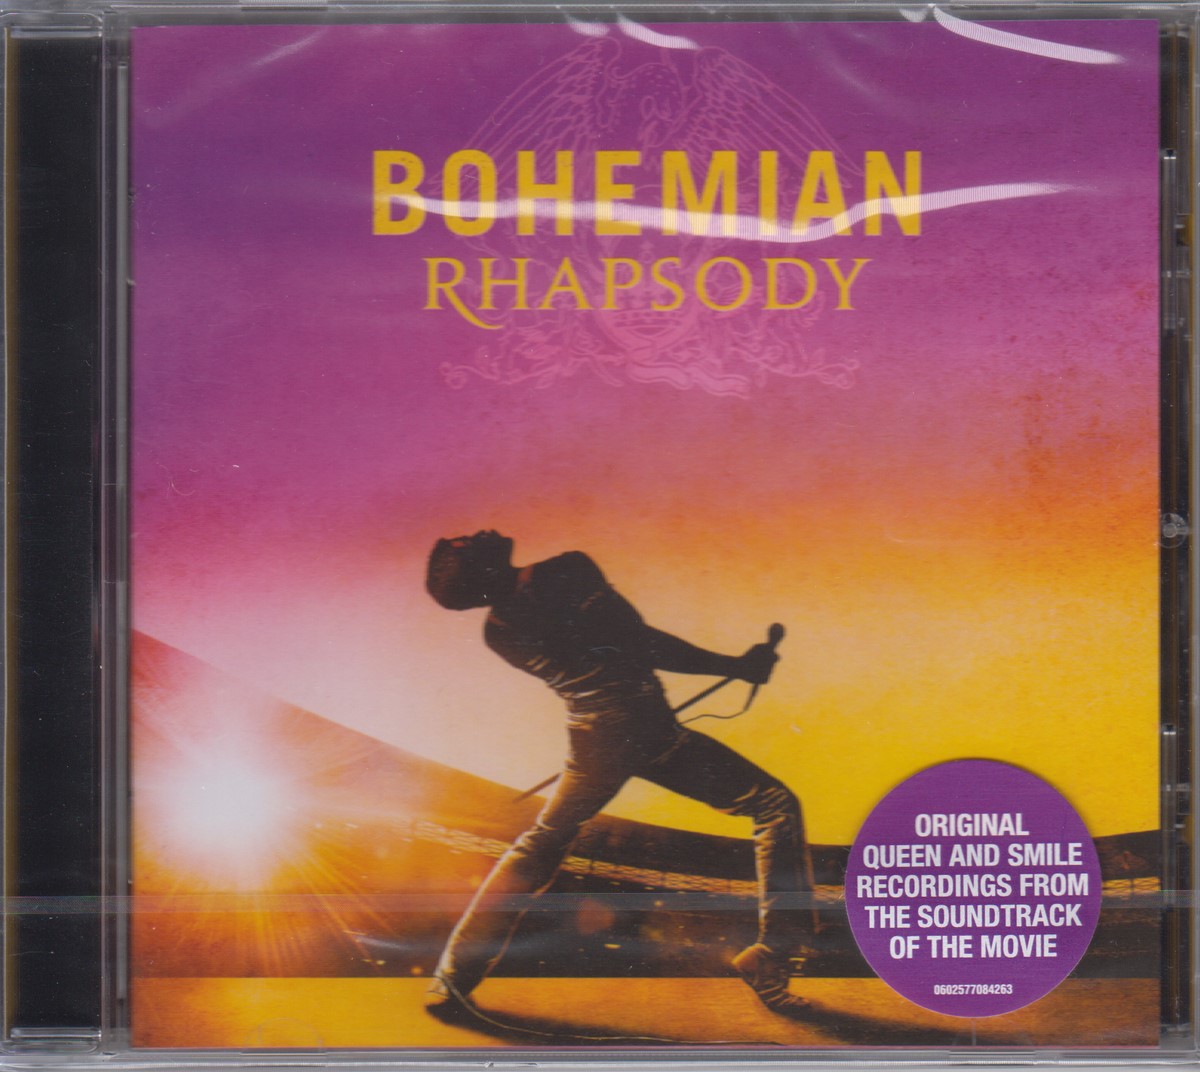 BOHEMIAN
RHAPSODY
ORIGINAL
QUEEN AND SMILE
RECORDINGS FROM
THE SOUNDTRACK
OF THE MOVIE
0602577084263